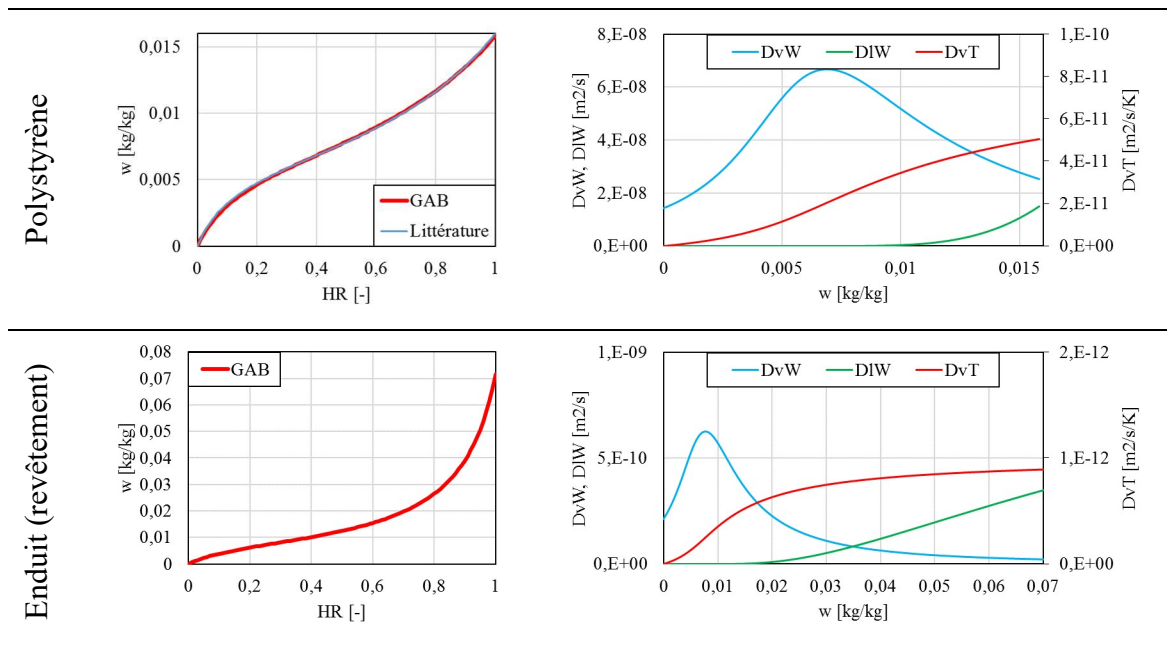 Polystyrène
0,015
0,01
0,005
0
w [kg/kg]
0 0,2 0,4 0,6 0,8 1
HR [-]
GAB
Littérature
8,E-08
6,E-08
4,E-08
2,E-08
0,E+00
DvW, DlW [m2/s]
DvW DlW DvT
1,E-10
8,E-11
6,E-11
4,E-11
2,E-11
0,E+00
DvT [m2/s/K]
0 0,005 0,01 0,015
w [kg/kg]
Enduit (revêtement)
0,08
0,07
0,06
0,05
0,04
0,03
0,02
0,01
0
w [kg/kg]
GAB
0 0,2 0,4 0,6 0,8 1
HR [-]
1,E-09
5,E-10
0,E+00
DvW, DlW [m2/s]
DvW DlW DvT
2,E-12
1,E-12
0,E+00
DvT [m2/s/K]
0 0,01 0,02 0,03 0,04 0,05 0,06 0,07
w [kg/kg]